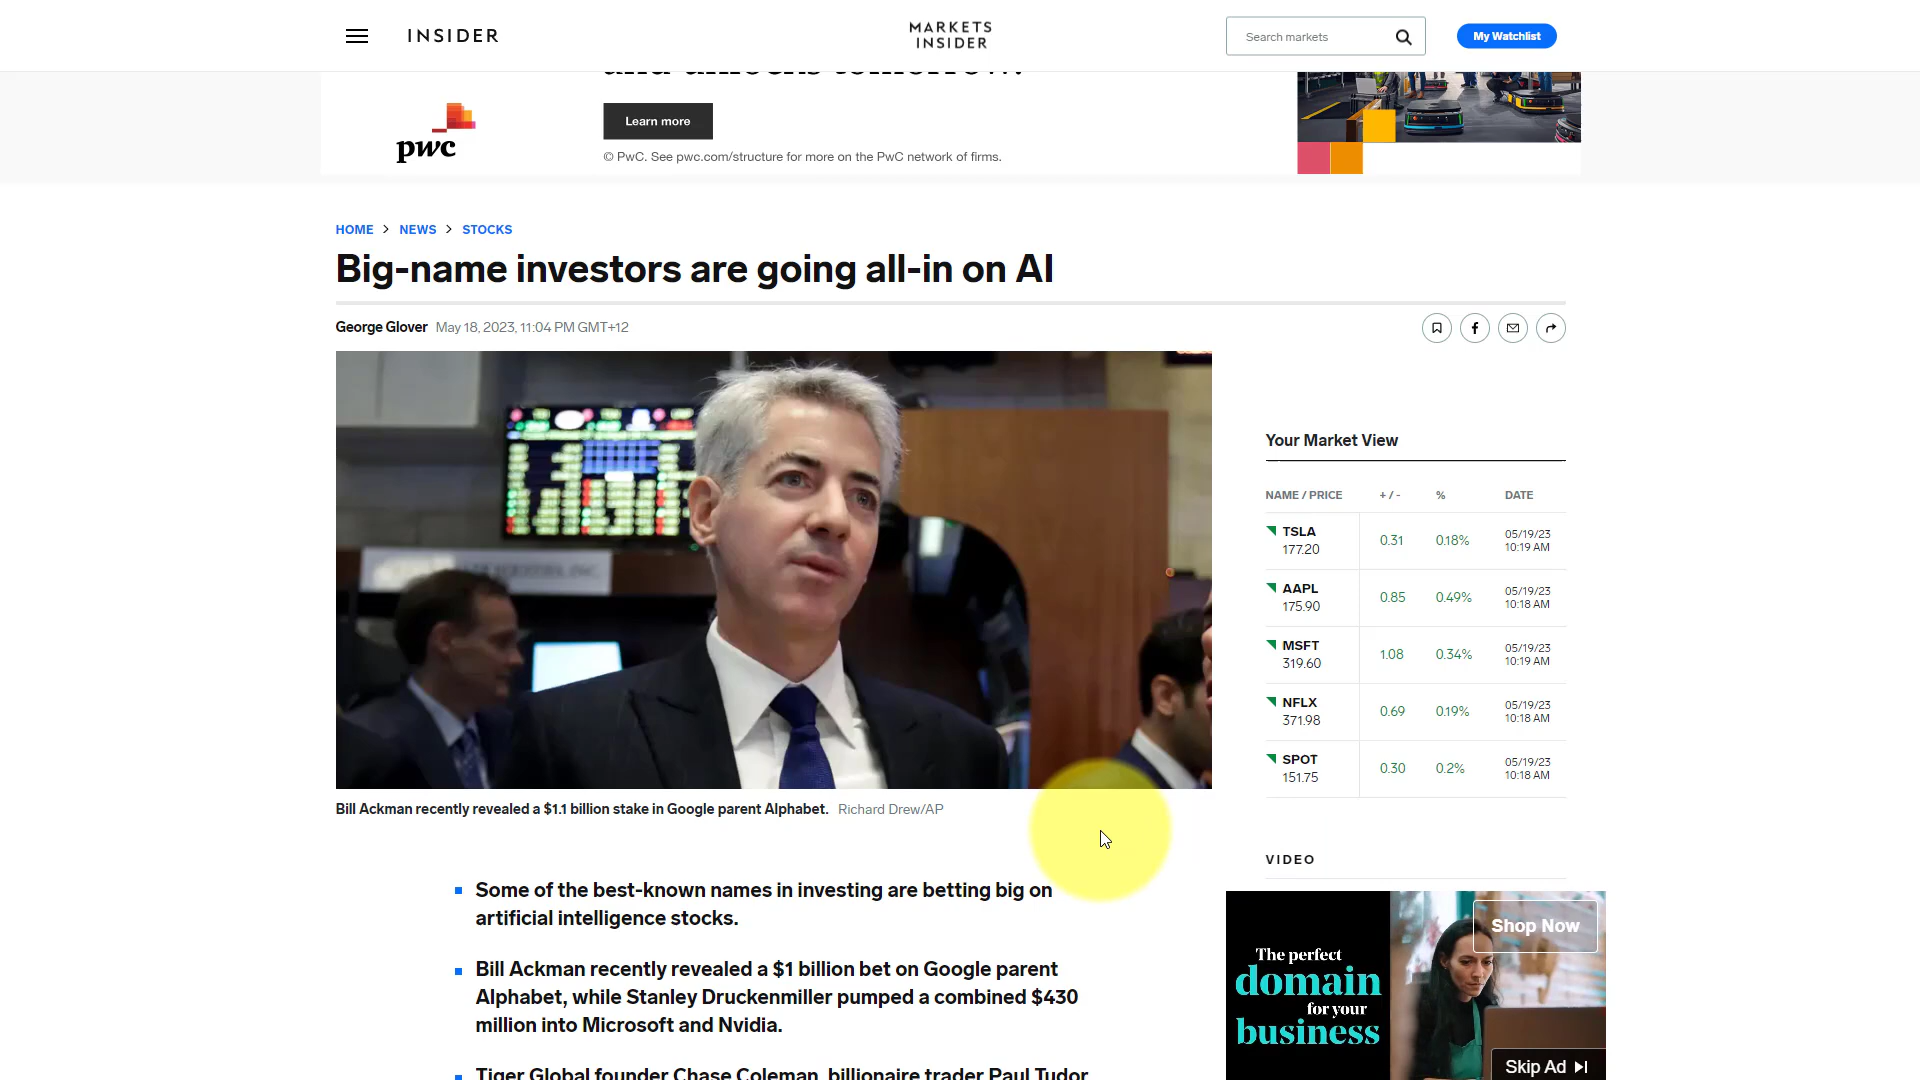 INSIDER
MARKETS
INSIDER
Search markets
My Watchlist
pwc
Learn more
© PwC. See pwc.com/structure for more on the PwC network of firms.
HOME > NEWS > STOCKS
Big-name investors are going all-in on AI
George Glover May 18, 2023, 11:04 PM GMT+12
Bill Ackman recently revealed a $1.1 billion stake in Google parent Alphabet. Richard Drew/AP
Some of the best-known names in investing are betting big on
artificial intelligence stocks.
Bill Ackman recently revealed a $1 billion bet on Google parent
Alphabet, while Stanley Druckenmiller pumped a combined $430
million into Microsoft and Nvidia.
Tiger Global founder Chase Coleman, billionaire trader Paul Tudor
Your Market View
NAME / PRICE + / - % DATE
TSLA 177.20 0.31 0.18% 05/19/23 10:19 AM
AAPL 175.90 0.85 0.49% 05/19/23 10:18 AM
MSFT 319.60 1.08 0.34% 05/19/23 10:19 AM
NFLX 371.98 0.69 0.19% 05/19/23 10:18 AM
SPOT 151.75 0.30 0.2% 05/19/23 10:18 AM
VIDEO
Shop Now
The perfect
domain
for your
business
Skip Ad